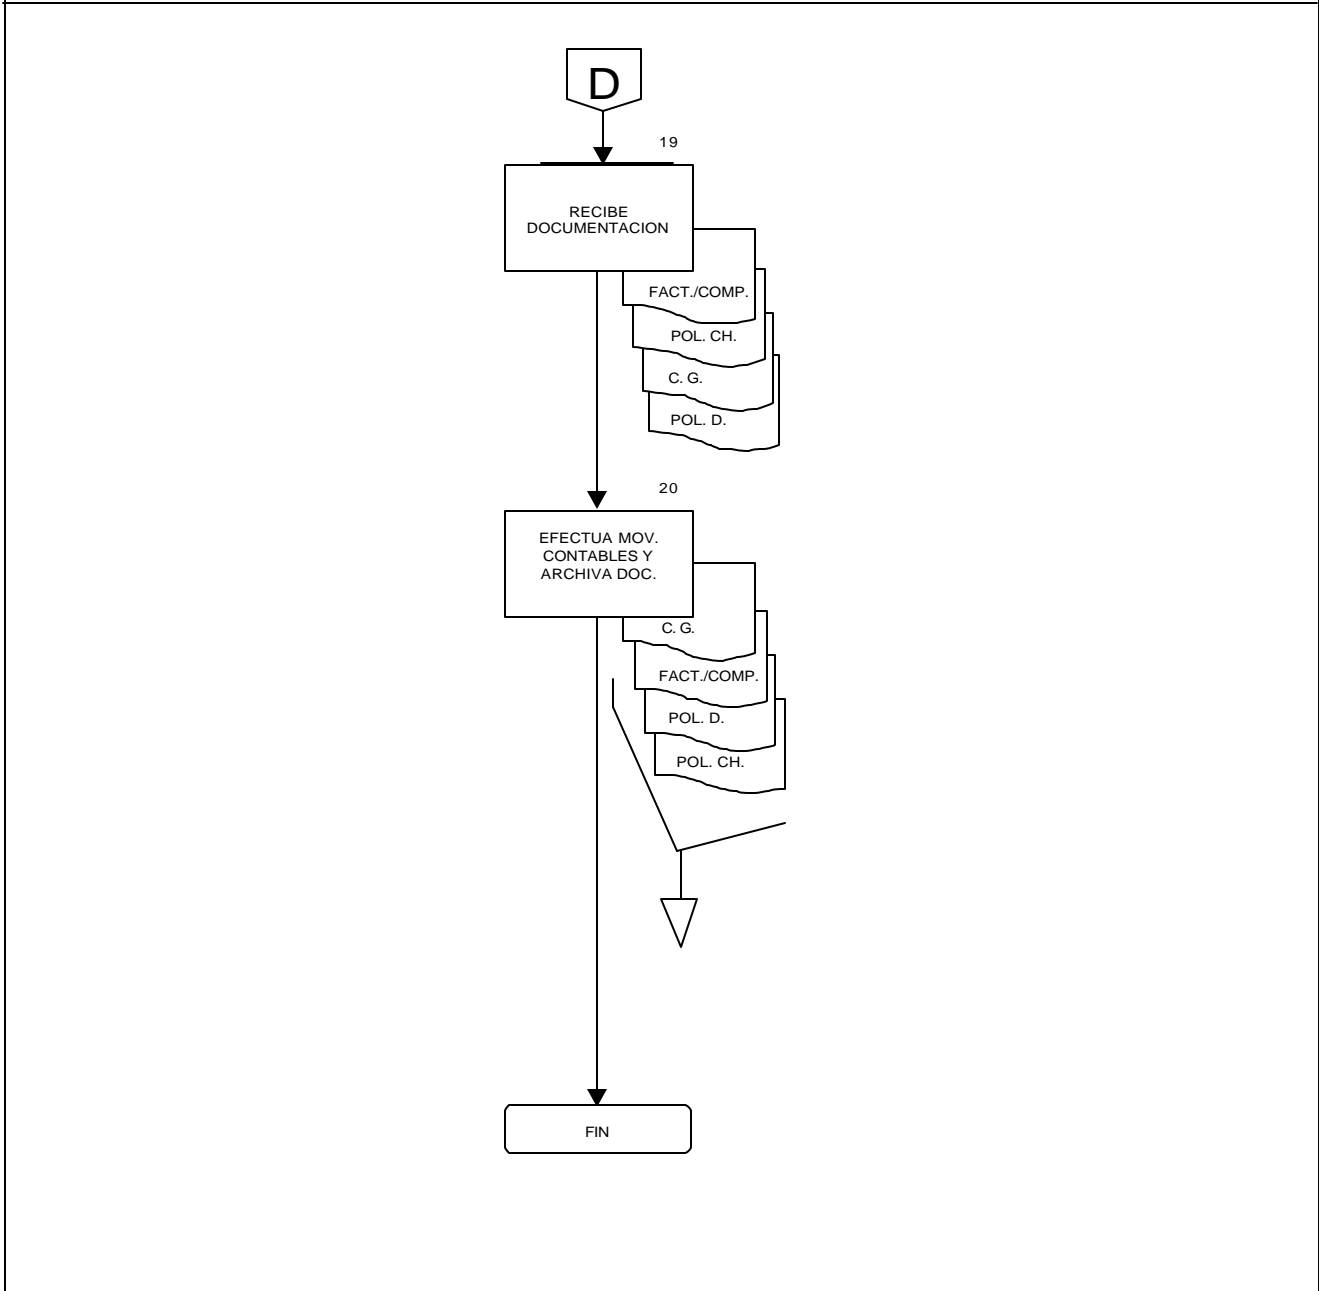 D
19
RECIBE
DOCUMENTACION
FACT./COMP.
POL. CH.
C. G.
POL. D.
20
EFECTUA MOV.
CONTABLES Y
ARCHIVA DOC.
C. G.
FACT./COMP.
POL. D.
POL. CH.
FIN